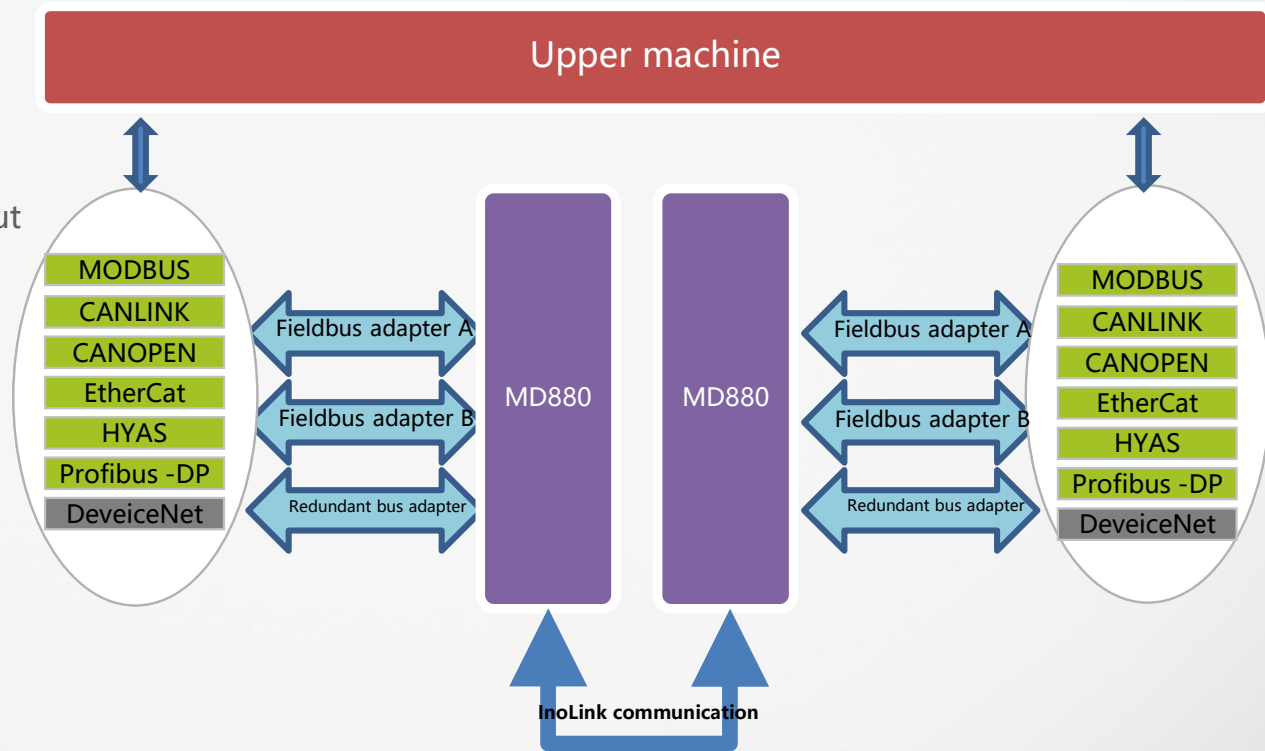 Upper machine
ut
MODBUS
CANLINK
CANOPEN
EtherCat
HYAS
Profibus -DP
DeveiceNet
Fieldbus adapter A
Fieldbus adapter B
Redundant bus adapter
MD880
MD880
Fieldbus adapter A
Fieldbus adapter B
Redundant bus adapter
MODBUS
CANLINK
CANOPEN
EtherCat
HYAS
Profibus -DP
DeveiceNet
InoLink communication